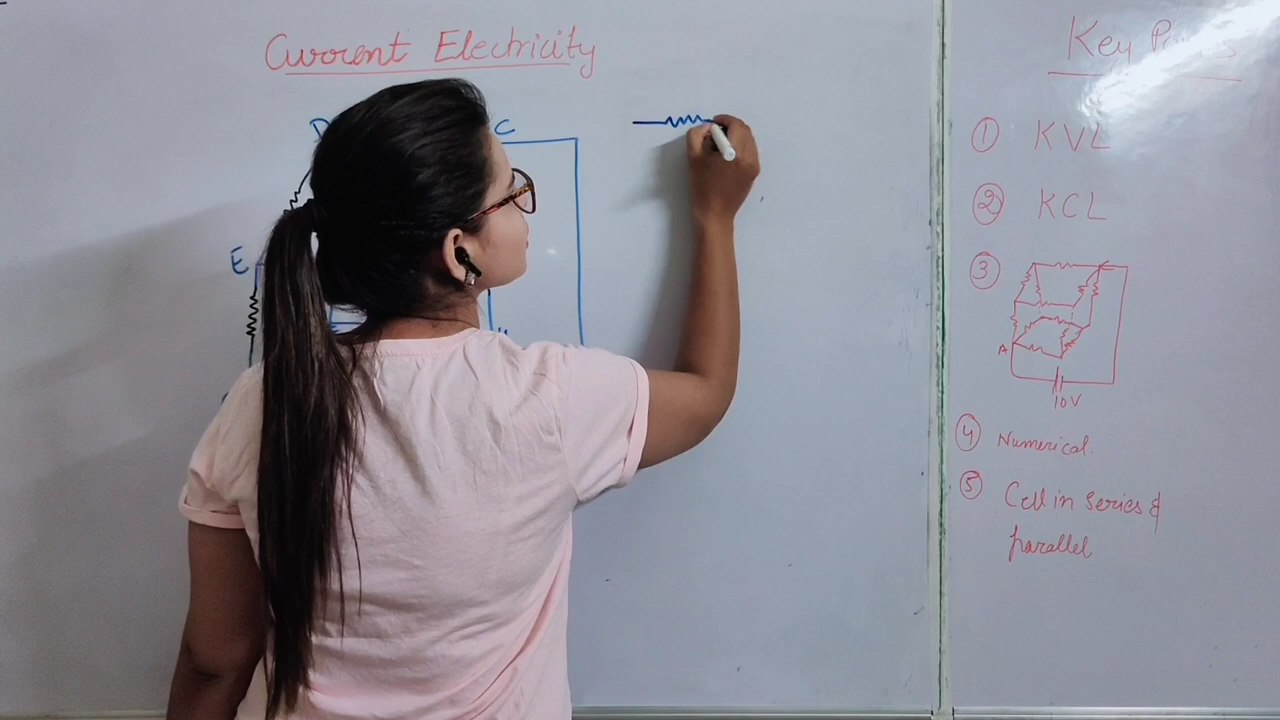 Current Electricity
D
C
E
Key Points
① KVL
② KCL
③
A
10V
④ Numerical.
⑤ Cell in series &
parallel